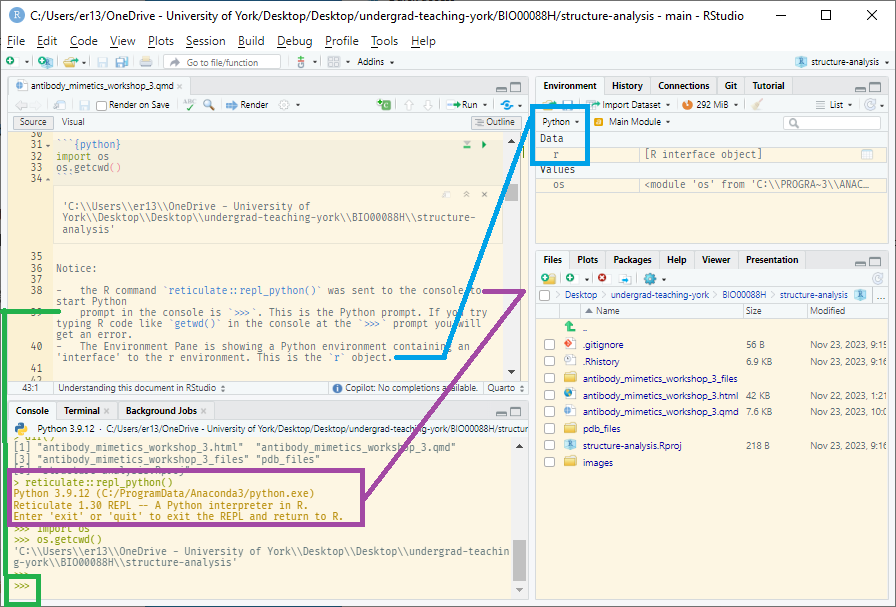 C:/Users/er13/OneDrive - University of York/Desktop/Desktop/undergrad-teaching-york/BIO00088H/structure-analysis - main - RStudio
File Edit Code View Plots Session Build Debug Profile Tools Help
Go to file/function Addins structure-analysis
antibody_mimetics_workshop_3.qmd
Render on Save ABC Render Run
Source Visual Outline
30
31 ```{python}
32 import os
33 os.getcwd()
34 ```
'C:\\Users\\er13\\OneDrive - University of
York\\Desktop\\Desktop\\undergrad-teaching-york\\BIO00088H\\structure-
analysis'
35
36 Notice:
37
38 - the R command `reticulate::repl_python()` was sent to the console to
start Python
39 prompt in the console is `>>>`. This is the Python prompt. If you try
typing R code like `getwd()` in the console at the `>>>` prompt you will
get an error.
40 - The Environment Pane is showing a Python environment containing an
'interface' to the r environment. This is the `r` object.
41
43:1 Understanding this document in RStudio Copilot: No completions available. Quarto
Console Terminal Background Jobs
Python 3.9.12 · C:/Users/er13/OneDrive - University of York/Desktop/Desktop/undergrad-teaching-york/BIO00088H/structur
> dir()
[1] "antibody_mimetics_workshop_3.html" "antibody_mimetics_workshop_3.qmd"
[3] "antibody_mimetics_workshop_3_files" "pdb_files"
[5] "structure-analysis.Rproj"
> reticulate::repl_python()
Python 3.9.12 (C:/ProgramData/Anaconda3/python.exe)
Reticulate 1.30 REPL -- A Python interpreter in R.
Enter 'exit' or 'quit' to exit the REPL and return to R.
>>> import os
>>> os.getcwd()
'C:\\Users\\er13\\OneDrive - University of York\\Desktop\\Desktop\\undergrad-teachin
g-york\\BIO00088H\\structure-analysis'
>>>
>>>
Environment History Connections Git Tutorial
Import Dataset 292 MiB List
Python Main Module
Data
r [R interface object]
Values
os <module 'os' from 'C:\\PROGRA~3\\ANAC…
Files Plots Packages Help Viewer Presentation
Desktop undergrad-teaching-york BIO00088H structure-analysis ...
Name Size Modified
..
.gitignore 56 B Nov 23, 2023, 9:15
.Rhistory 6.9 KB Nov 23, 2023, 9:16
antibody_mimetics_workshop_3_files
antibody_mimetics_workshop_3.html 42 KB Nov 22, 2023, 1:21
antibody_mimetics_workshop_3.qmd 7.6 KB Nov 23, 2023, 10:0
pdb_files
structure-analysis.Rproj 218 B Nov 23, 2023, 9:16
images